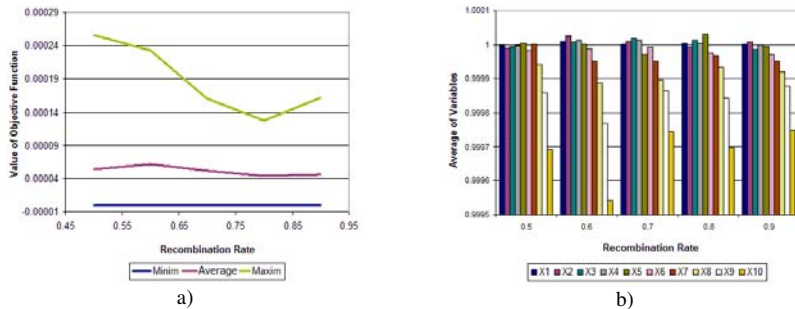 0.00029
0.00024
0.00019
0.00014
0.00009
0.00004
-0.00001
Value of Objective Function
0.45 0.55 0.65 0.75 0.85 0.95
Recombination Rate
Minim Average Maxim
a)
1.0001
1
0.9999
0.9998
0.9997
0.9996
0.9995
Average of Variables
0.5 0.6 0.7 0.8 0.9
Recombination Rate
X1 X2 X3 X4 X5 X6 X7 X8 X9 X10
b)